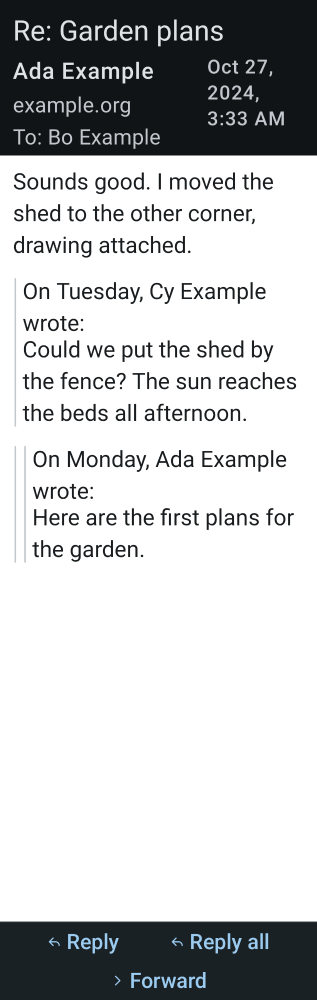 Re: Garden plans
Ada Example
Oct 27,
2024,
3:33 AM
example.org
To: Bo Example
Sounds good. I moved the
shed to the other corner,
drawing attached.
On Tuesday, Cy Example
wrote:
Could we put the shed by
the fence? The sun reaches
the beds all afternoon.
On Monday, Ada Example
wrote:
Here are the first plans for
the garden.
Reply
Reply all
Forward